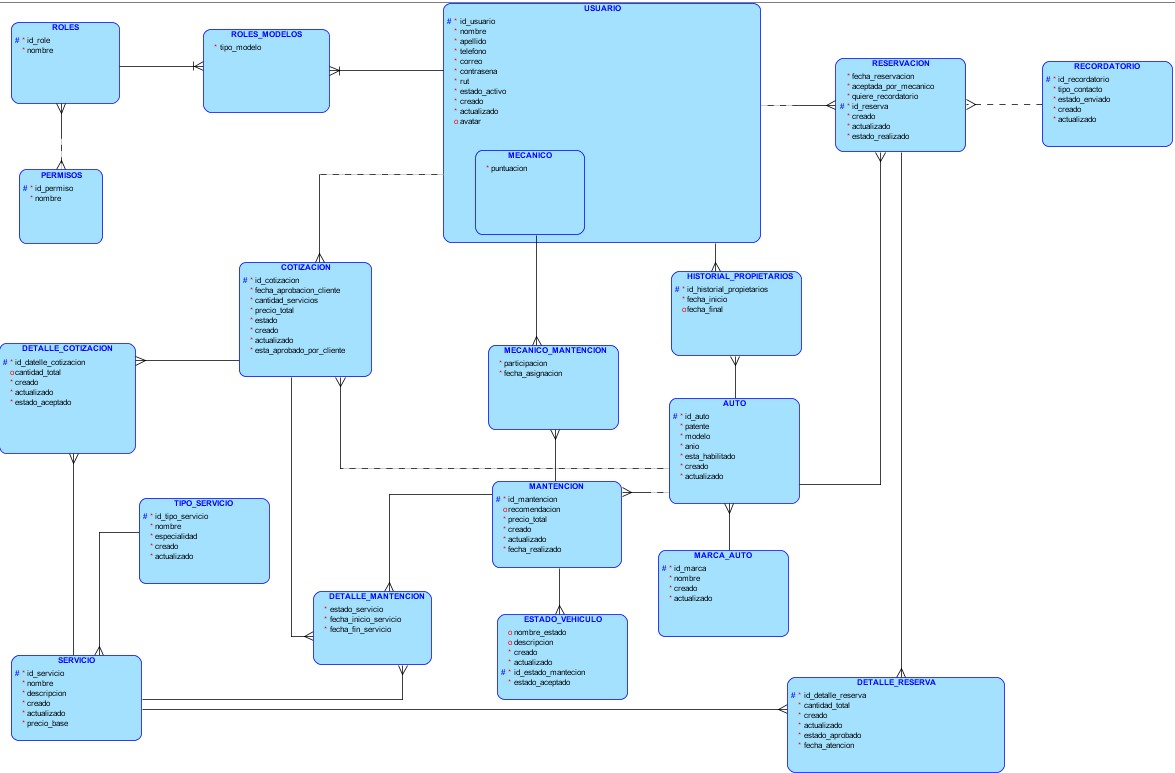 ROLES
# * id_role
* nombre
ROLES_MODELOS
* tipo_modelo
USUARIO
# * id_usuario
* nombre
* apellido
* telefono
* correo
* contrasena
* rut
* estado_activo
* creado
* actualizado
o avatar
MECANICO
* puntuacion
RESERVACION
* fecha_reservacion
* aceptada_por_mecanico
* quiere_recordatorio
# * id_reserva
* creado
* actualizado
* estado_realizado
RECORDATORIO
# * id_recordatorio
* tipo_contacto
* estado_enviado
* creado
* actualizado
PERMISOS
# * id_permiso
* nombre
COTIZACION
# * id_cotizacion
* fecha_aprobacion_cliente
* cantidad_servicios
* precio_total
* estado
* creado
* actualizado
* esta_aprobado_por_cliente
HISTORIAL_PROPIETARIOS
# * id_historial_propietarios
* fecha_inicio
o fecha_final
DETALLE_COTIZACION
# * id_datelle_cotizacion
o cantidad_total
* creado
* actualizado
* estado_aceptado
MECANICO_MANTENCION
* participacion
* fecha_asignacion
AUTO
# * id_auto
* patente
* modelo
* anio
* esta_habilitado
* creado
* actualizado
MANTENCION
# * id_mantencion
o recomendacion
* precio_total
* creado
* actualizado
* fecha_realizado
TIPO_SERVICIO
# * id_tipo_servicio
* nombre
* especialidad
* creado
* actualizado
MARCA_AUTO
# * id_marca
* nombre
* creado
* actualizado
DETALLE_MANTENCION
* estado_servicio
* fecha_inicio_servicio
* fecha_fin_servicio
ESTADO_VEHICULO
o nombre_estado
o descripcion
* creado
* actualizado
# * id_estado_mantecion
* estado_aceptado
SERVICIO
# * id_servicio
* nombre
* descripcion
* creado
* actualizado
* precio_base
DETALLE_RESERVA
# * id_detalle_reserva
* cantidad_total
* creado
* actualizado
* estado_aprobado
* fecha_atencion